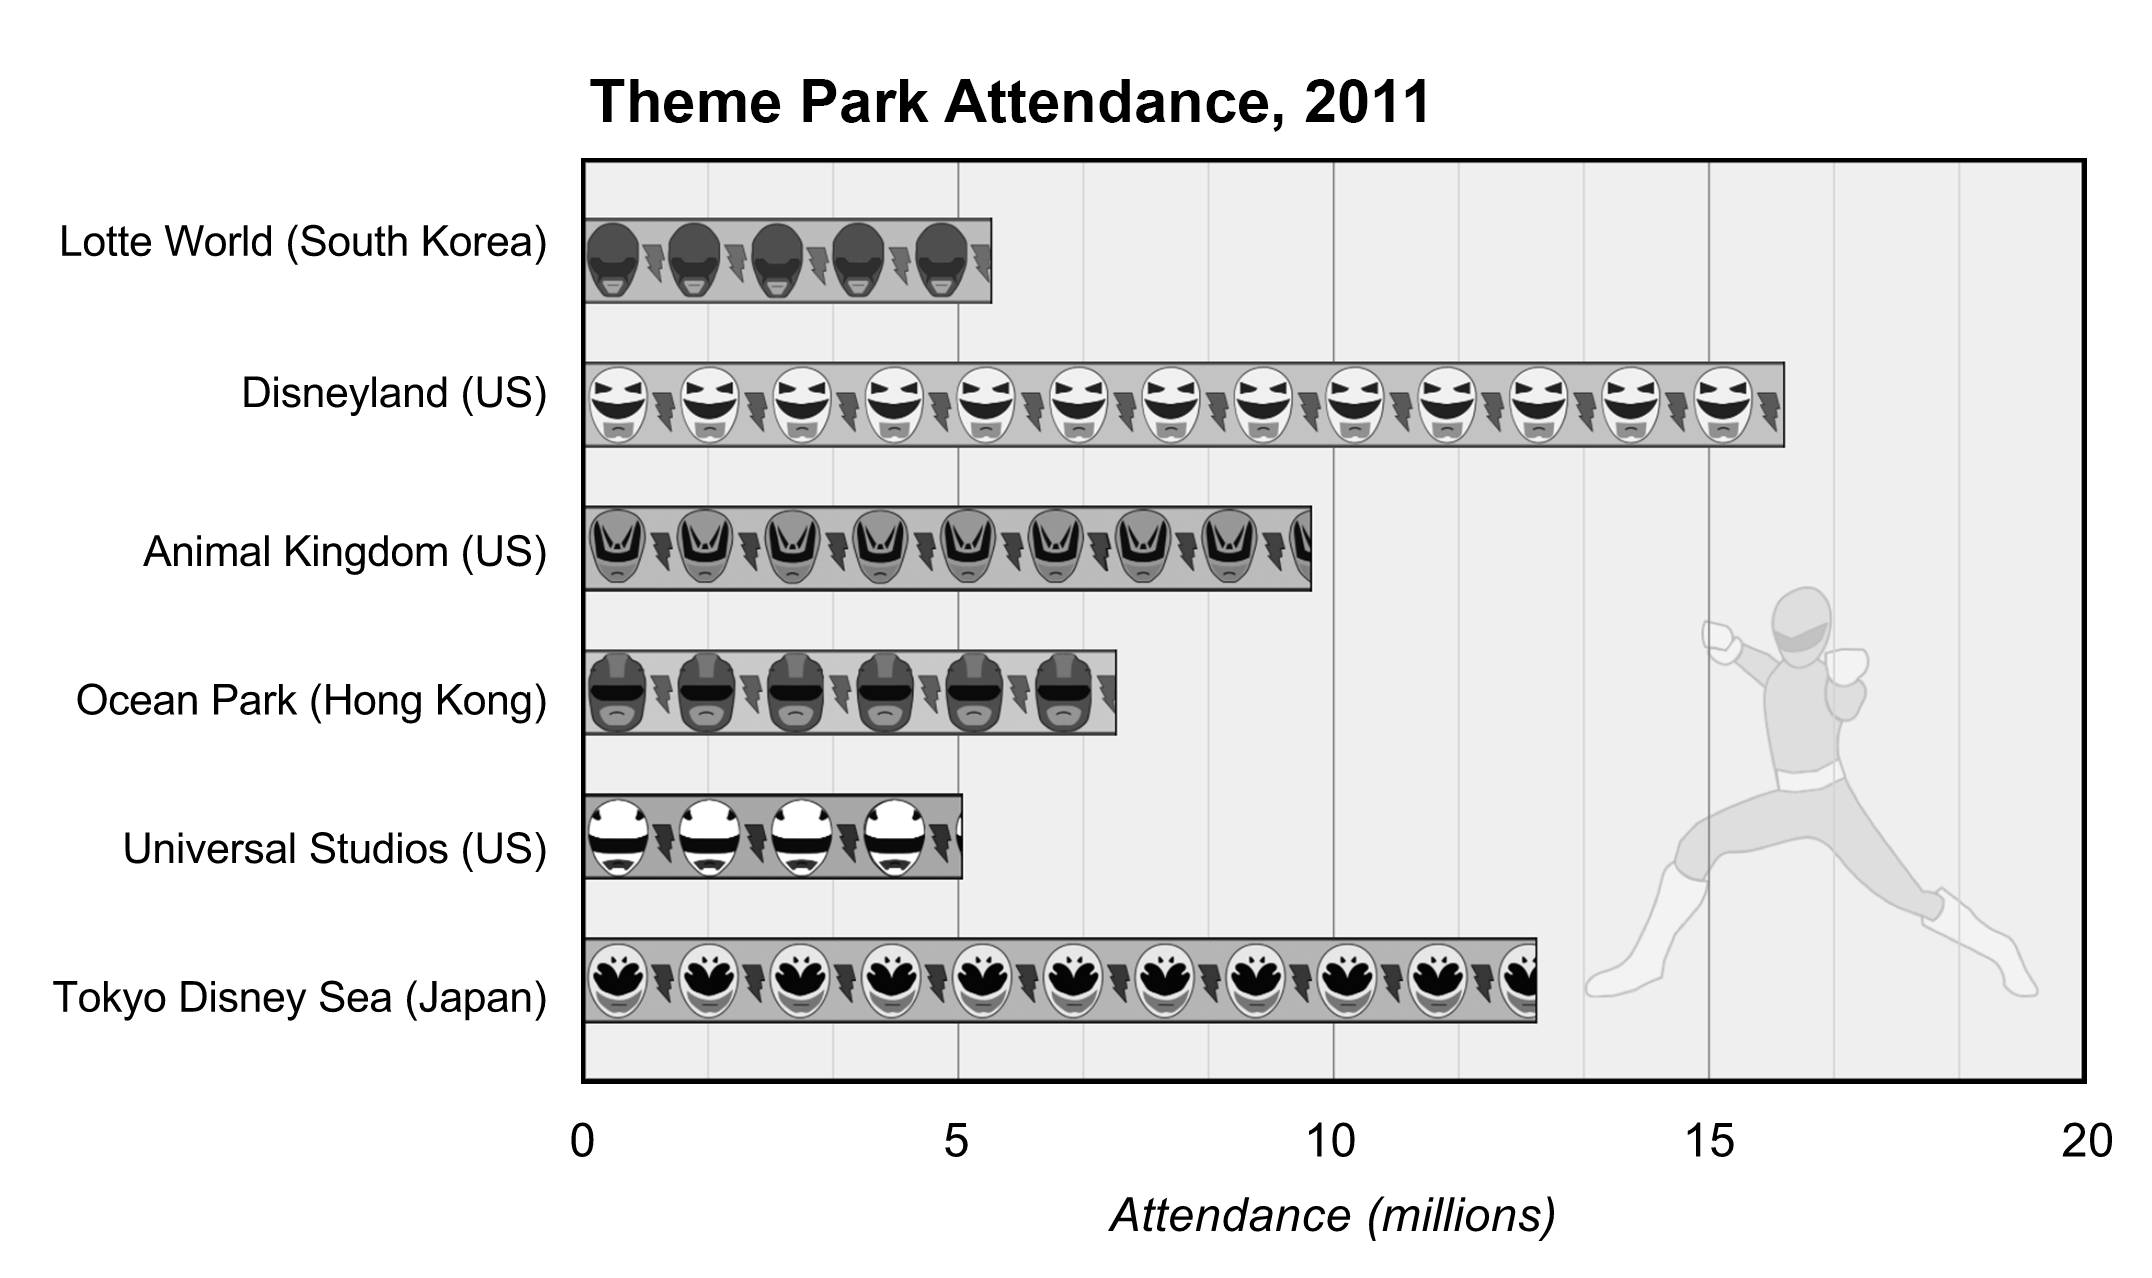 Theme Park Attendance, 2011
Lotte World (South Korea)
Disneyland (US)
Animal Kingdom (US)
Ocean Park (Hong Kong)
Universal Studios (US)
Tokyo Disney Sea (Japan)
0 5 10 15 20
Attendance (millions)